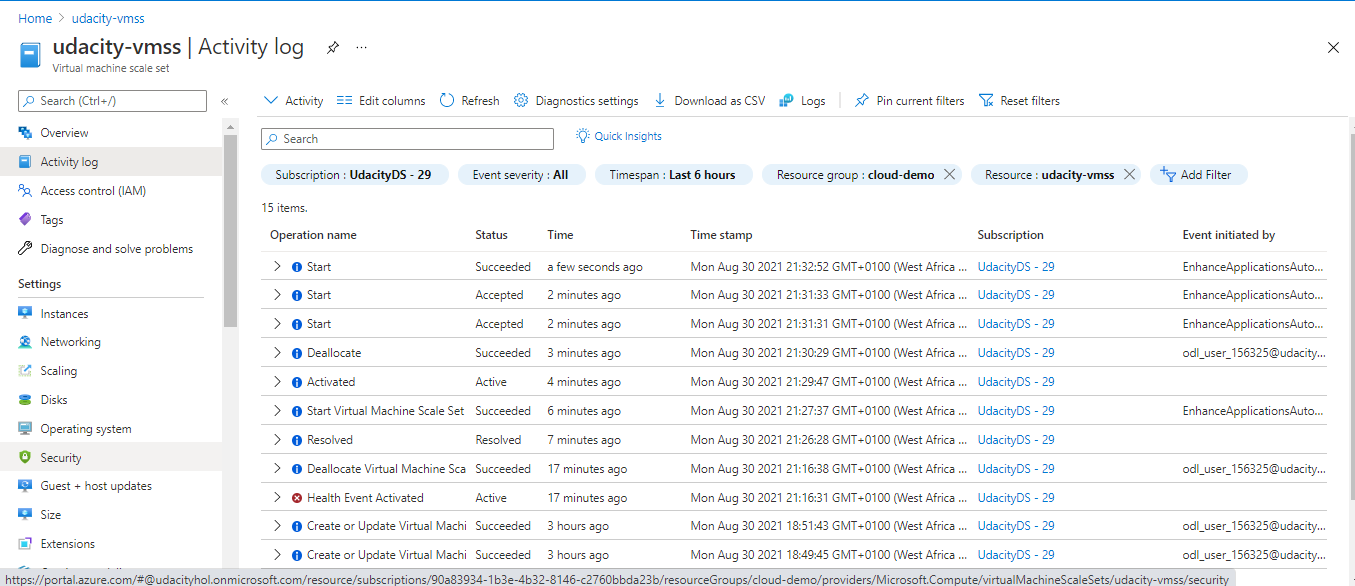 Home > udacity-vmss
udacity-vmss | Activity log ...
Virtual machine scale set
Search (Ctrl+/) «
Overview
Activity log
Access control (IAM)
Tags
Diagnose and solve problems
Settings
Instances
Networking
Scaling
Disks
Operating system
Security
Guest + host updates
Size
Extensions
Activity Edit columns Refresh Diagnostics settings Download as CSV Logs Pin current filters Reset filters
Search Quick Insights
Subscription : UdacityDS - 29 Event severity : All Timespan : Last 6 hours Resource group : cloud-demo Resource : udacity-vmss Add Filter
15 items.
Operation name Status Time Time stamp Subscription Event initiated by
Start Succeeded a few seconds ago Mon Aug 30 2021 21:32:52 GMT+0100 (West Africa ... UdacityDS - 29 EnhanceApplicationsAuto...
Start Accepted 2 minutes ago Mon Aug 30 2021 21:31:33 GMT+0100 (West Africa ... UdacityDS - 29 EnhanceApplicationsAuto...
Start Accepted 2 minutes ago Mon Aug 30 2021 21:31:31 GMT+0100 (West Africa ... UdacityDS - 29 EnhanceApplicationsAuto...
Deallocate Succeeded 3 minutes ago Mon Aug 30 2021 21:30:29 GMT+0100 (West Africa ... UdacityDS - 29 odl_user_156325@udacity...
Activated Active 4 minutes ago Mon Aug 30 2021 21:29:47 GMT+0100 (West Africa ... UdacityDS - 29
Start Virtual Machine Scale Set Succeeded 6 minutes ago Mon Aug 30 2021 21:27:37 GMT+0100 (West Africa ... UdacityDS - 29 EnhanceApplicationsAuto...
Resolved Resolved 7 minutes ago Mon Aug 30 2021 21:26:28 GMT+0100 (West Africa ... UdacityDS - 29
Deallocate Virtual Machine Sca Succeeded 17 minutes ago Mon Aug 30 2021 21:16:38 GMT+0100 (West Africa ... UdacityDS - 29 odl_user_156325@udacity...
Health Event Activated Active 17 minutes ago Mon Aug 30 2021 21:16:31 GMT+0100 (West Africa ... UdacityDS - 29
Create or Update Virtual Machi Succeeded 3 hours ago Mon Aug 30 2021 18:51:43 GMT+0100 (West Africa ... UdacityDS - 29 odl_user_156325@udacity...
Create or Update Virtual Machi Succeeded 3 hours ago Mon Aug 30 2021 18:49:45 GMT+0100 (West Africa ... UdacityDS - 29 odl_user_156325@udacity...
https://portal.azure.com/#@udacityhol.onmicrosoft.com/resource/subscriptions/90a83934-1b3e-4b32-8146-c2760bbda23b/resourceGroups/cloud-demo/providers/Microsoft.Compute/virtualMachineScaleSets/udacity-vmss/security